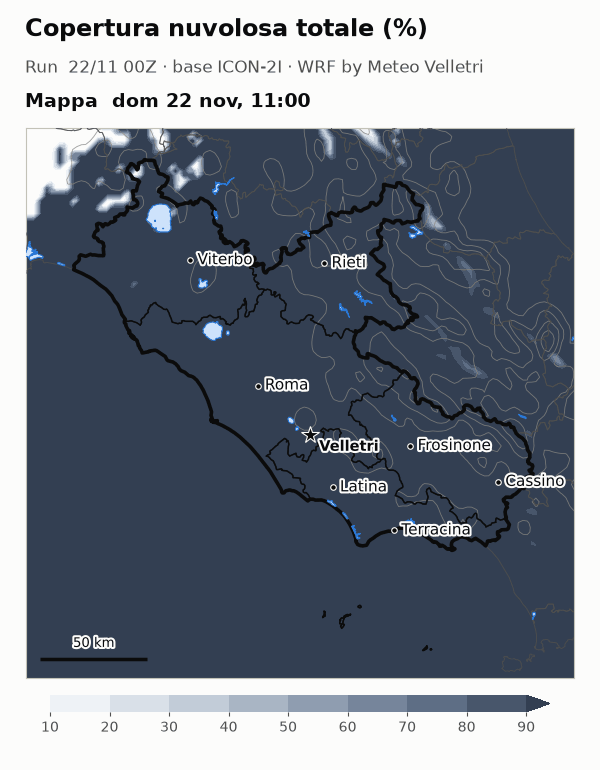 Copertura nuvolosa totale (%)
Run  22/11 00Z · base ICON-2I · WRF by Meteo Velletri
Mappa  dom 22 nov, 11:00
Viterbo
Rieti
Roma
Velletri
Frosinone
Cassino
Latina
Terracina
50 km
10 20 30 40 50 60 70 80 90